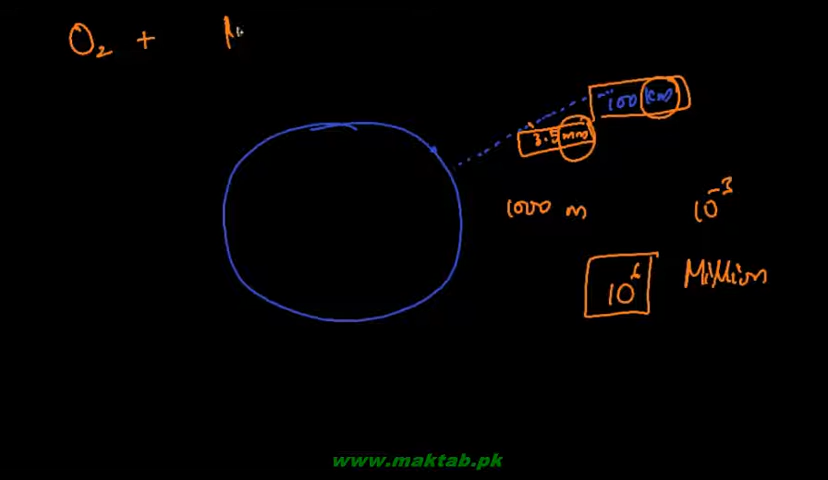 O₂ +
100 km
3.5 mm
1000 m
10⁻³
10⁶
Million
www.maktab.pk